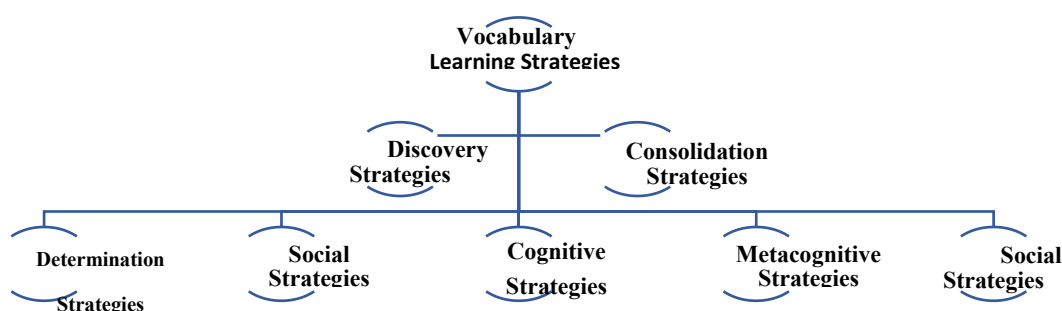 Vocabulary
Learning Strategies
Discovery
Strategies
Consolidation
Strategies
Determination
Strategies
Social
Strategies
Cognitive
Strategies
Metacognitive
Strategies
Social
Strategies